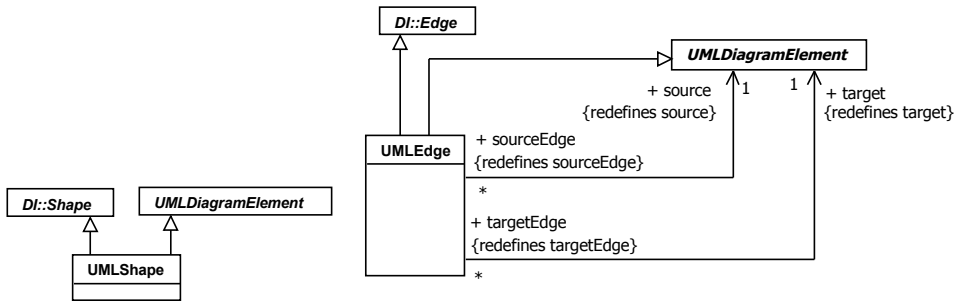 DI::Edge
UMLDiagramElement
+ source
1
1
+ target
{redefines source}
{redefines target}
UMLEdge
+ sourceEdge
{redefines sourceEdge}
*
+ targetEdge
{redefines targetEdge}
*
DI::Shape
UMLDiagramElement
UMLShape